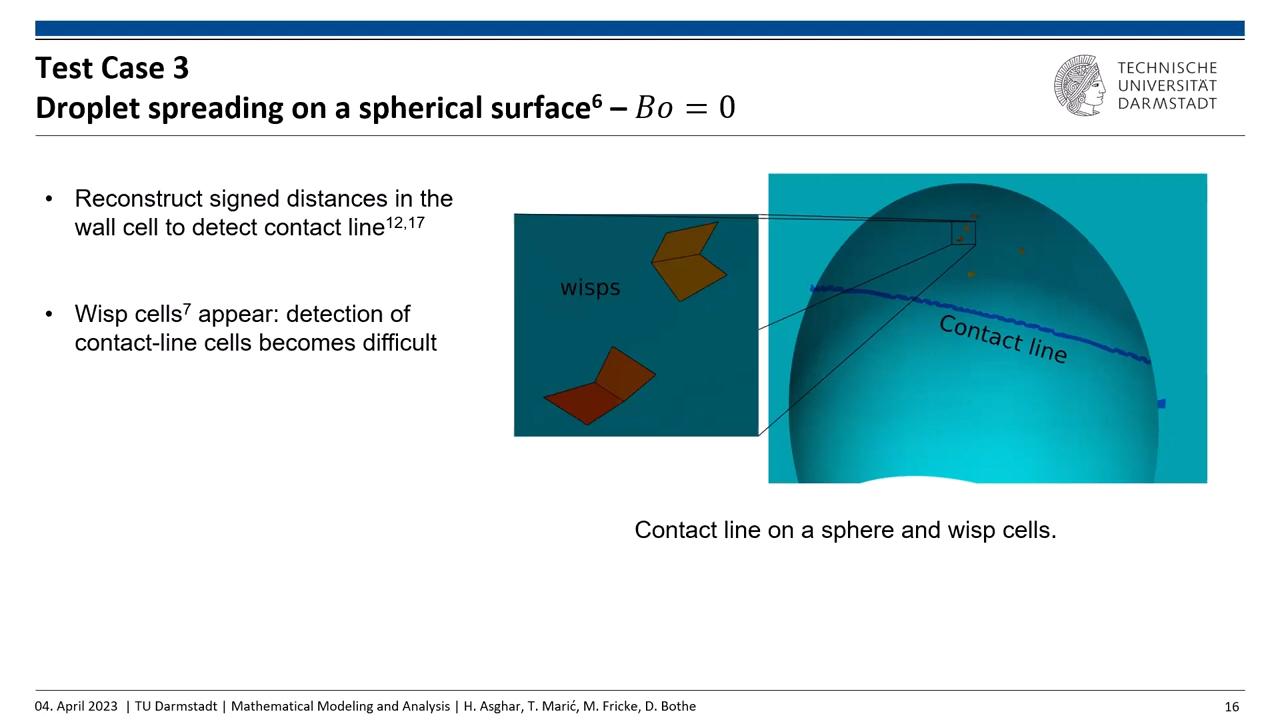 Test Case 3
Droplet spreading on a spherical surface⁶ – Bo = 0
TECHNISCHE
UNIVERSITÄT
DARMSTADT
• Reconstruct signed distances in the
wall cell to detect contact line¹²,¹⁷
• Wisp cells⁷ appear: detection of
contact-line cells becomes difficult
wisps
Contact line
Contact line on a sphere and wisp cells.
04. April 2023 | TU Darmstadt | Mathematical Modeling and Analysis | H. Asghar, T. Marić, M. Fricke, D. Bothe
16